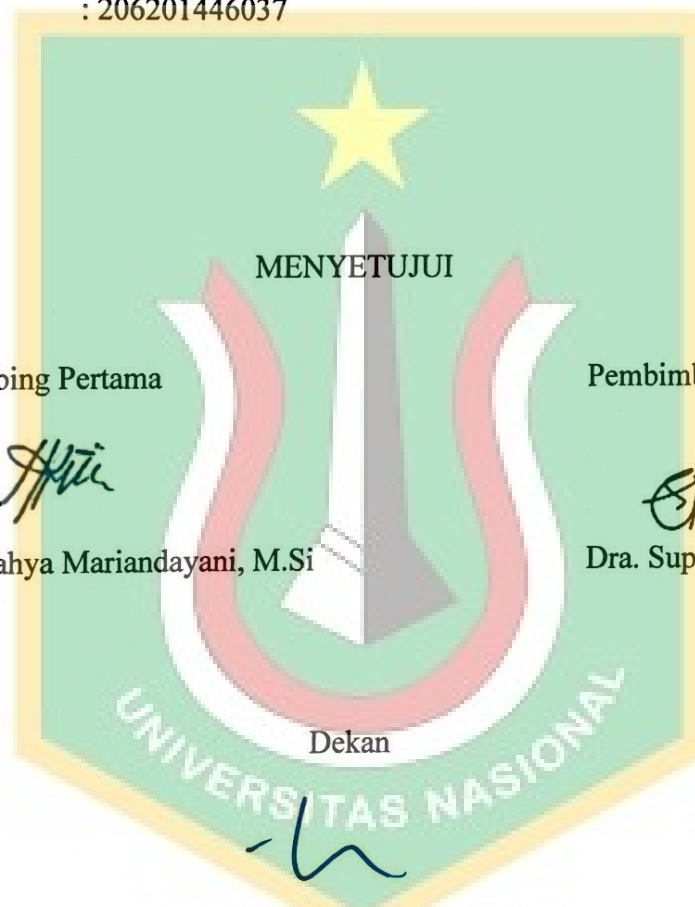 : 206201446037
MENYETUJUI
bing Pertama Pembimb
ahya Mariandayani, M.Si Dra. Sup
Dekan
UNIVERSITAS NASIONAL